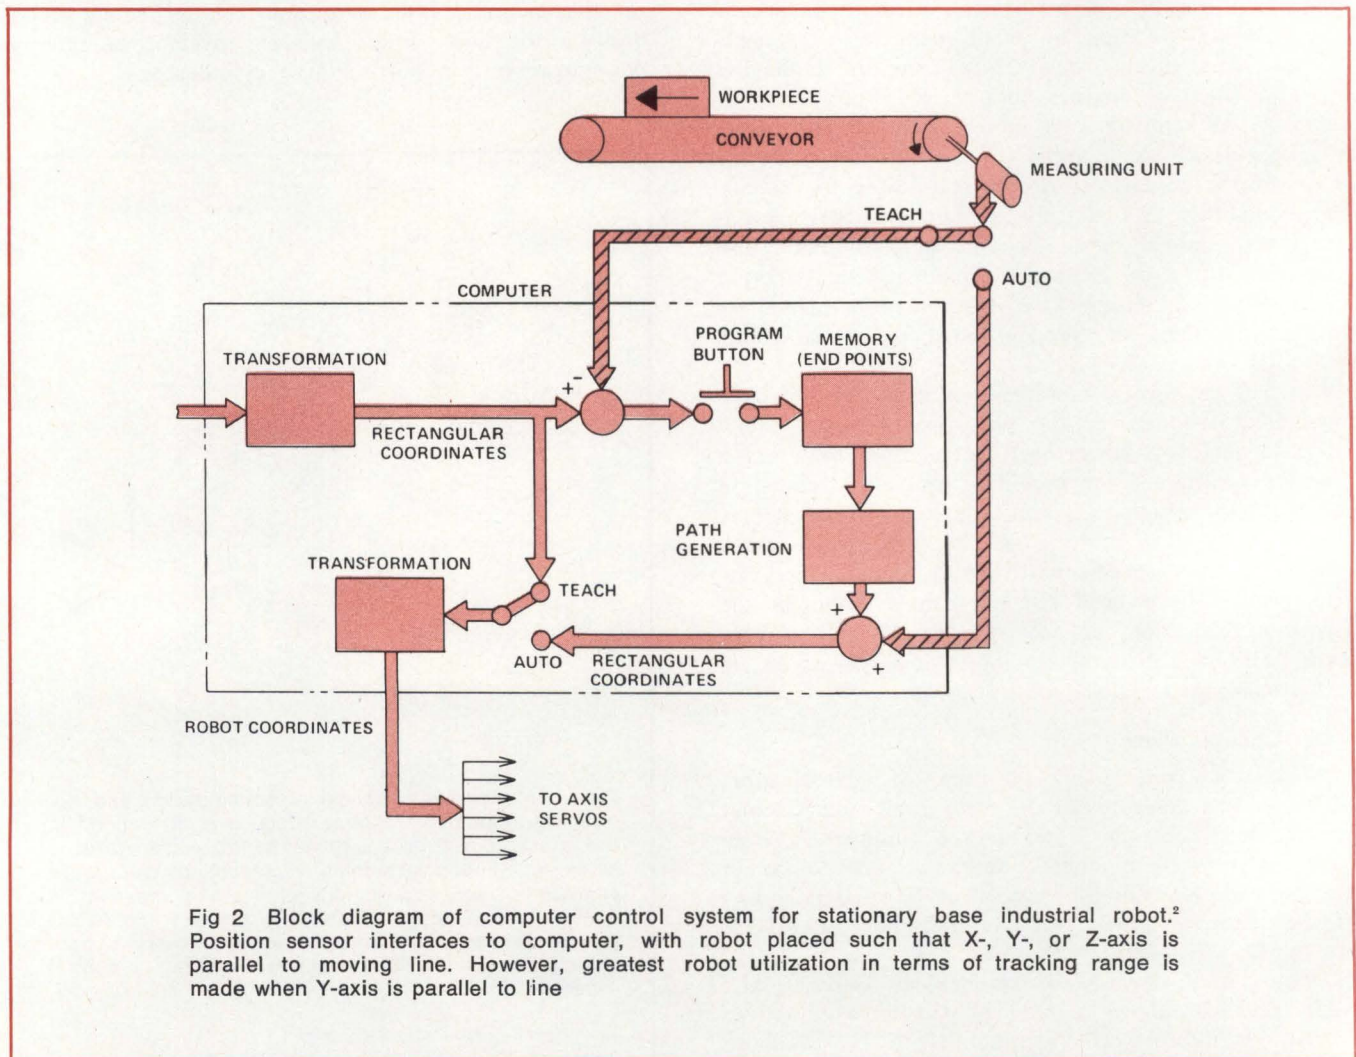 WORKPIECE
CONVEYOR
MEASURING UNIT
TEACH
AUTO
COMPUTER
PROGRAM
BUTTON
MEMORY
(END POINTS)
TRANSFORMATION
+ -
RECTANGULAR
COORDINATES
PATH
GENERATION
TRANSFORMATION
TEACH
+
AUTO
RECTANGULAR
COORDINATES
+
ROBOT COORDINATES
TO AXIS
SERVOS
Fig 2 Block diagram of computer control system for stationary base industrial robot.²
Position sensor interfaces to computer, with robot placed such that X-, Y-, or Z-axis is
parallel to moving line. However, greatest robot utilization in terms of tracking range is
made when Y-axis is parallel to line